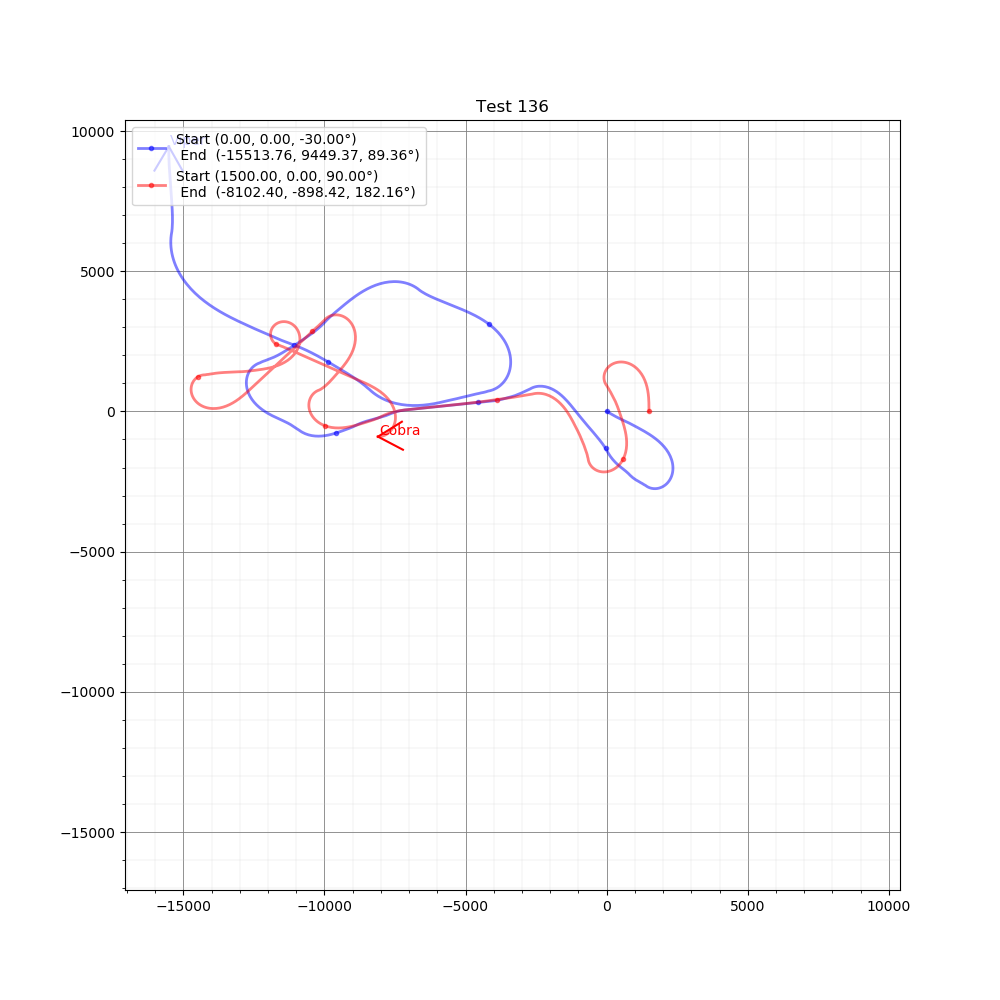 Test 136
Start (0.00, 0.00, -30.00°)
End  (-15513.76, 9449.37, 89.36°)
Start (1500.00, 0.00, 90.00°)
End  (-8102.40, -898.42, 182.16°)
Cobra
10000
5000
0
−5000
−10000
−15000
−15000
−10000
−5000
0
5000
10000